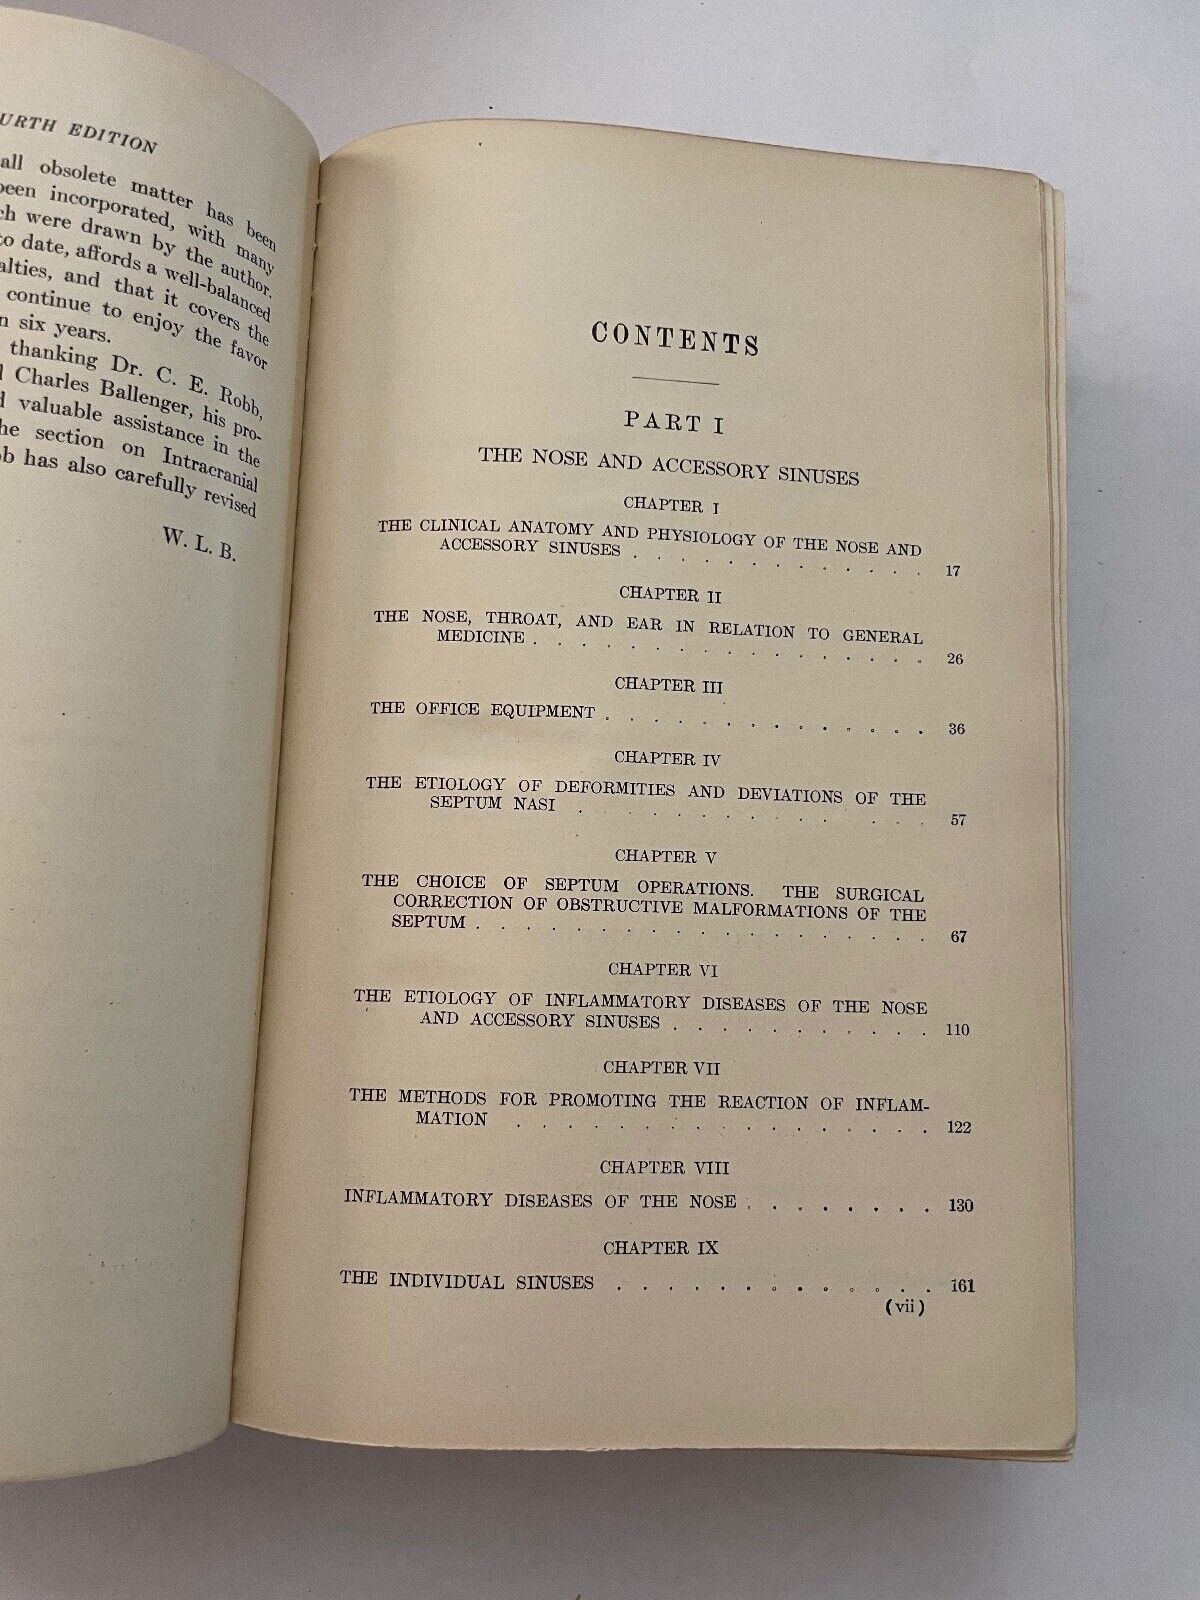 EDITION
all obsolete matter has been
been incorporated, with many
were drawn by the author.
to date, affords a well-balanced
and that it covers the
continue to enjoy the favor
six years.
thanking Dr. C. E. Robb,
Charles Ballenger, his pro-
valuable assistance in the
section on Intracranial
has also carefully revised
W. L. B.
CONTENTS
PART I
THE NOSE AND ACCESSORY SINUSES
CHAPTER I
THE CLINICAL ANATOMY AND PHYSIOLOGY OF THE NOSE AND
ACCESSORY SINUSES . . . . . . . . . . . . 17
CHAPTER II
THE NOSE, THROAT, AND EAR IN RELATION TO GENERAL
MEDICINE . . . . . . . . . . . . . . . 26
CHAPTER III
THE OFFICE EQUIPMENT . . . . . . . . . . . . . 36
CHAPTER IV
THE ETIOLOGY OF DEFORMITIES AND DEVIATIONS OF THE
SEPTUM NASI . . . . . . . . . . . . . 57
CHAPTER V
THE CHOICE OF SEPTUM OPERATIONS. THE SURGICAL
CORRECTION OF OBSTRUCTIVE MALFORMATIONS OF THE
SEPTUM . . . . . . . . . . . . . . . . 67
CHAPTER VI
THE ETIOLOGY OF INFLAMMATORY DISEASES OF THE NOSE
AND ACCESSORY SINUSES . . . . . . . . . . 110
CHAPTER VII
THE METHODS FOR PROMOTING THE REACTION OF INFLAM-
MATION . . . . . . . . . . . . . . . . 122
CHAPTER VIII
INFLAMMATORY DISEASES OF THE NOSE . . . . . . . . 130
CHAPTER IX
THE INDIVIDUAL SINUSES . . . . . . . . . . . . . 161
(vii)